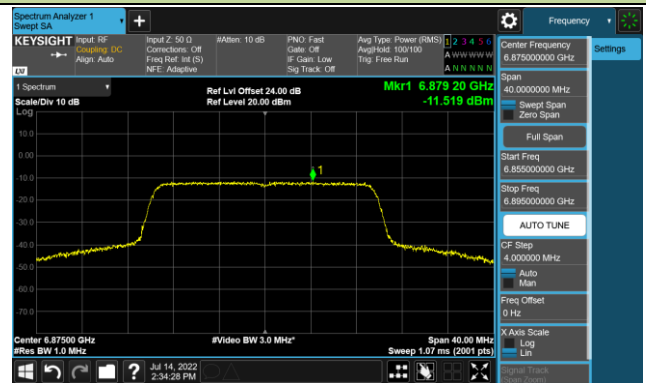 Spectrum Analyzer 1
Swept SA
+
Frequency
KEYSIGHT
Input: RF
Coupling: DC
Align: Auto
Input Z: 50 Ω
Corrections: Off
Freq Ref: Int (S)
NFE: Adaptive
#Atten: 10 dB
PNO: Fast
Gate: Off
IF Gain: Low
Sig Track: Off
Avg Type: Power (RMS)
Avg|Hold: 100/100
Trig: Free Run
1 2 3 4 5 6
A W W W W W
A N N N N N
LXI
1 Spectrum
Scale/Div 10 dB
Log
Ref Lvl Offset 24.00 dB
Ref Level 20.00 dBm
Mkr1 6.879 20 GHz
-11.519 dBm
10.0
0.00
-10.0
-20.0
-30.0
-40.0
-50.0
-60.0
-70.0
1
Center 6.87500 GHz
#Res BW 1.0 MHz
#Video BW 3.0 MHz*
Span 40.00 MHz
Sweep 1.07 ms (2001 pts)
?
Jul 14, 2022
2:34:28 PM
Center Frequency
6.875000000 GHz
Settings
Span
40.0000000 MHz
Swept Span
Zero Span
Full Span
Start Freq
6.855000000 GHz
Stop Freq
6.895000000 GHz
AUTO TUNE
CF Step
4.000000 MHz
Auto
Man
Freq Offset
0 Hz
X Axis Scale
Log
Lin
Signal Track
(Span Zoom)